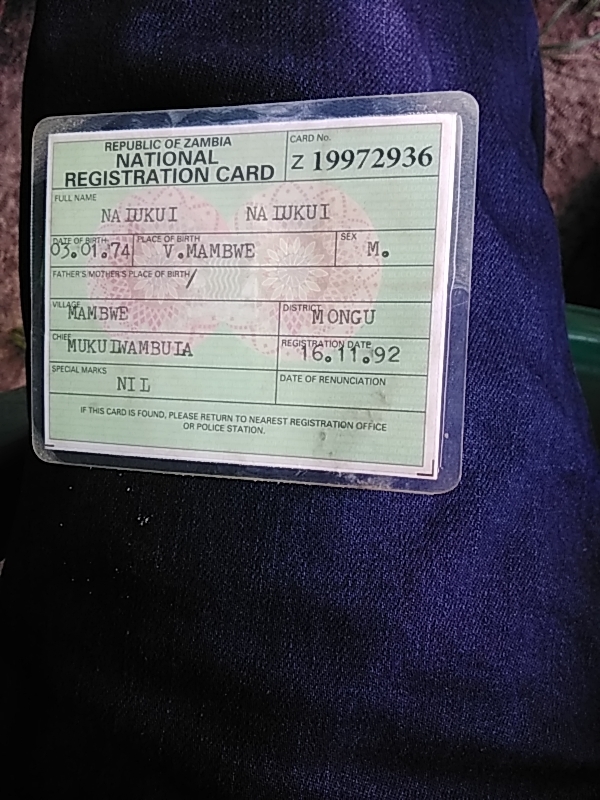 REPUBLIC OF ZAMBIA
NATIONAL
REGISTRATION CARD
CARD No.
Z 19972936
FULL NAME
NAIUKUI NAIUKUI
DATE OF BIRTH
03.01.74
PLACE OF BIRTH
V.MAMBWE
SEX
M.
FATHER'S/MOTHER'S PLACE OF BIRTH
/
VILLAGE
MAMBWE
DISTRICT
MONGU
CHIEF
REGISTRATION DATE
16.11.92
SPECIAL MARKS
NIL
DATE OF RENUNCIATION
IF THIS CARD IS FOUND, PLEASE RETURN TO NEAREST REGISTRATION OFFICE
OR POLICE STATION.